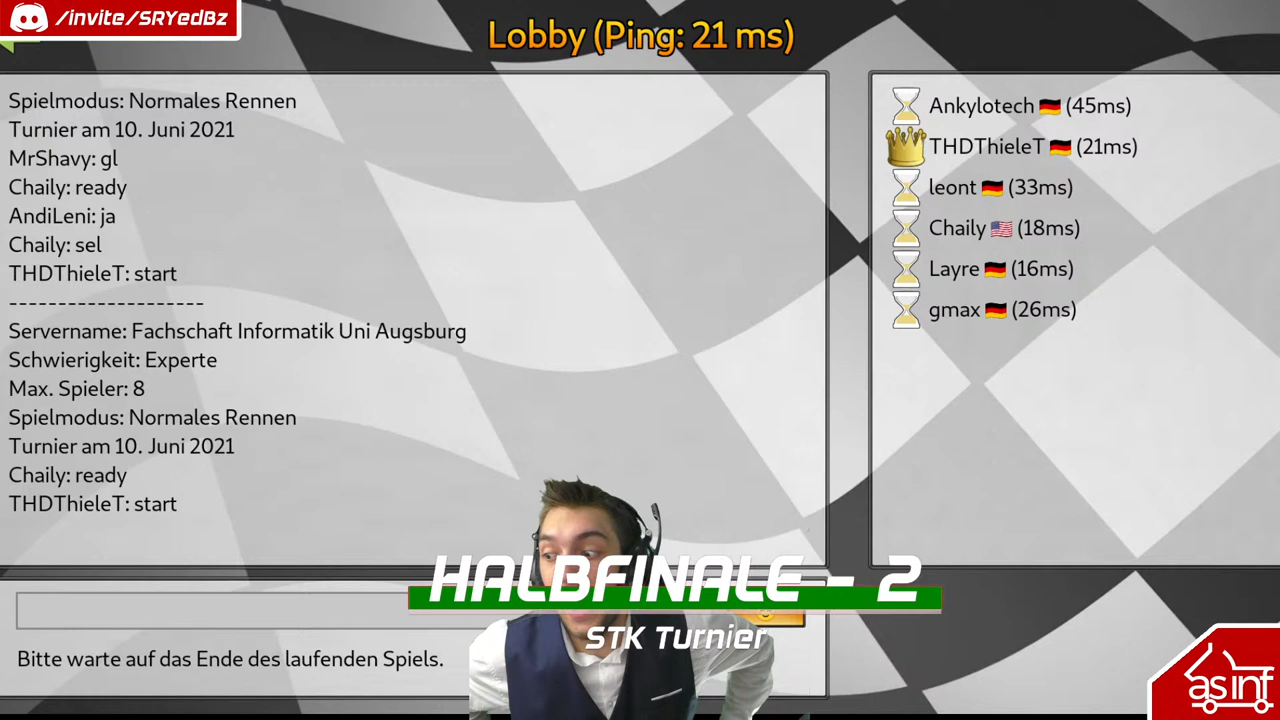 /invite/SRYedBz
Lobby (Ping: 21 ms)
Spielmodus: Normales Rennen
Turnier am 10. Juni 2021
MrShavy: gl
Chaily: ready
AndiLeni: ja
Chaily: sel
THDThieleT: start
--------------------
Servername: Fachschaft Informatik Uni Augsburg
Schwierigkeit: Experte
Max. Spieler: 8
Spielmodus: Normales Rennen
Turnier am 10. Juni 2021
Chaily: ready
THDThieleT: start
Ankylotech (45ms)
THDThieleT (21ms)
leont (33ms)
Chaily (18ms)
Layre (16ms)
gmax (26ms)
HALBFINALE - 2
STK Turnier
Bitte warte auf das Ende des laufenden Spiels.
as inf